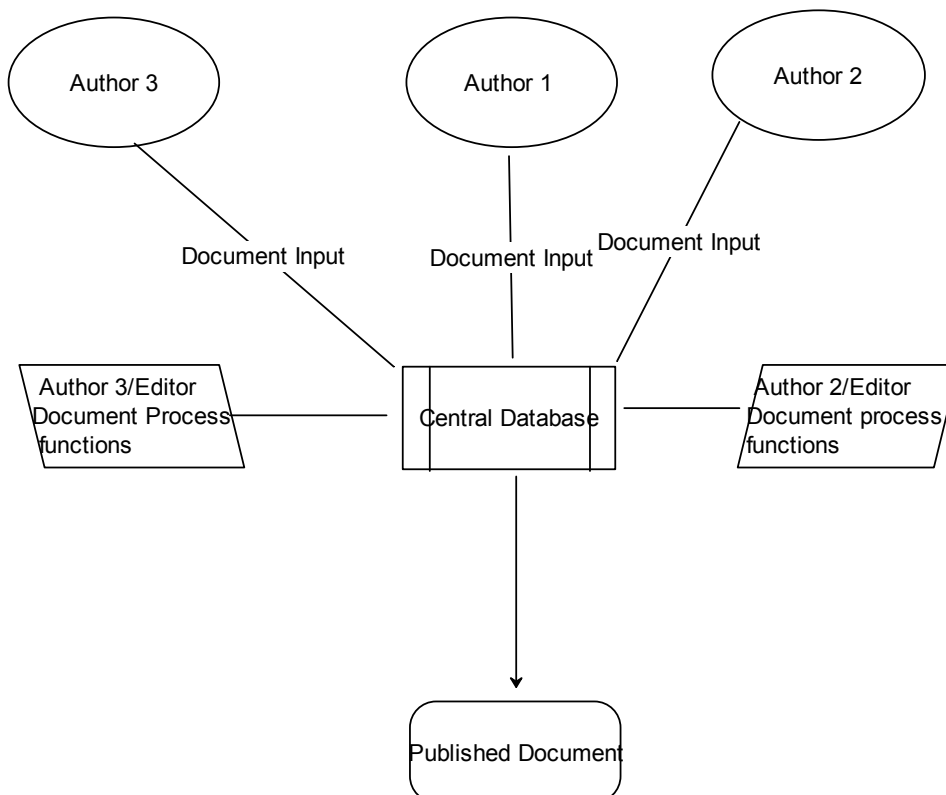 Author 3
Author 1
Author 2
Document Input
Document Input
Document Input
Author 3/Editor
Document Process
functions
Central Database
Author 2/Editor
Document process
functions
Published Document